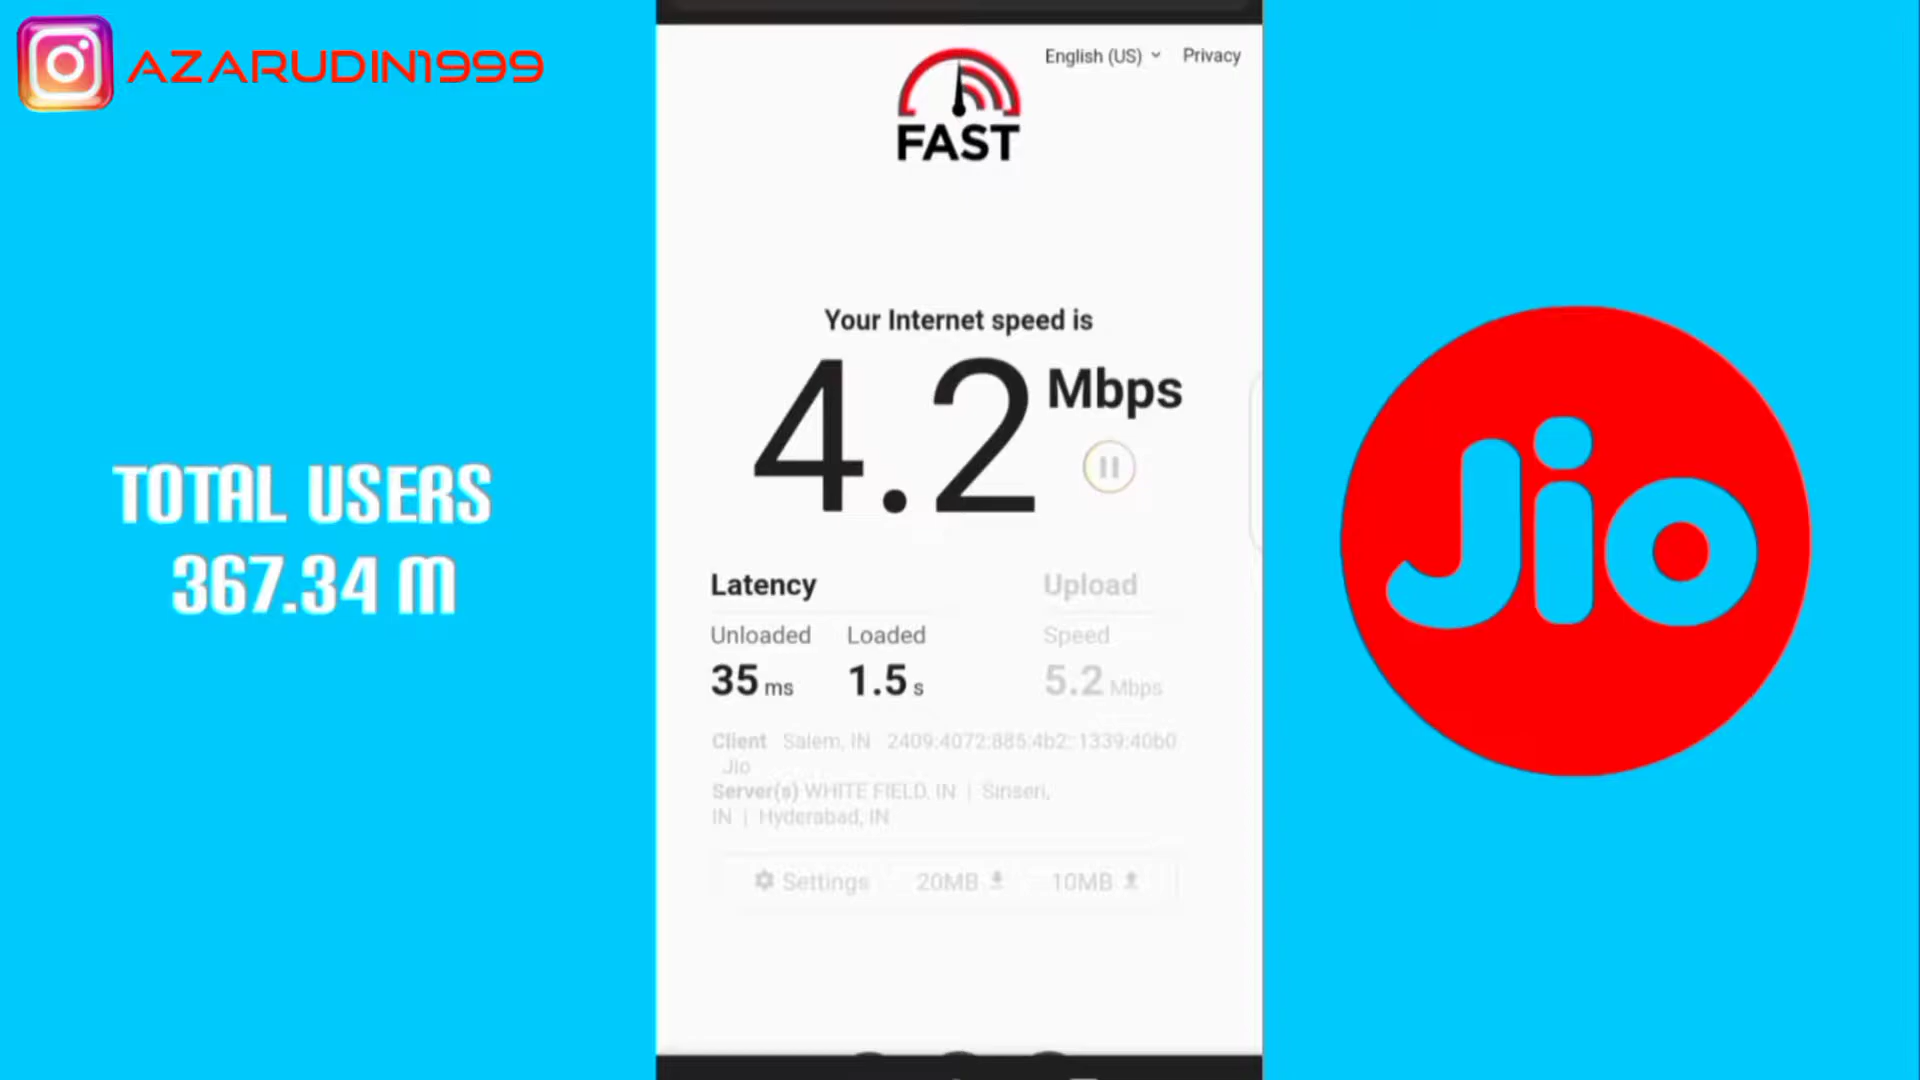 AZARUDIN1999
English (US) Privacy
FAST
Your Internet speed is
4.2 Mbps
TOTAL USERS
367.34 M
Jio
Latency Upload
Unloaded Loaded Speed
35 ms 1.5 s 5.2 Mbps
Client Salem, IN 2409:4072:885:4b2::1339:40b0
Jio
Server(s) WHITE FIELD, IN | Sinseri,
IN | Hyderabad, IN
Settings 20MB 10MB